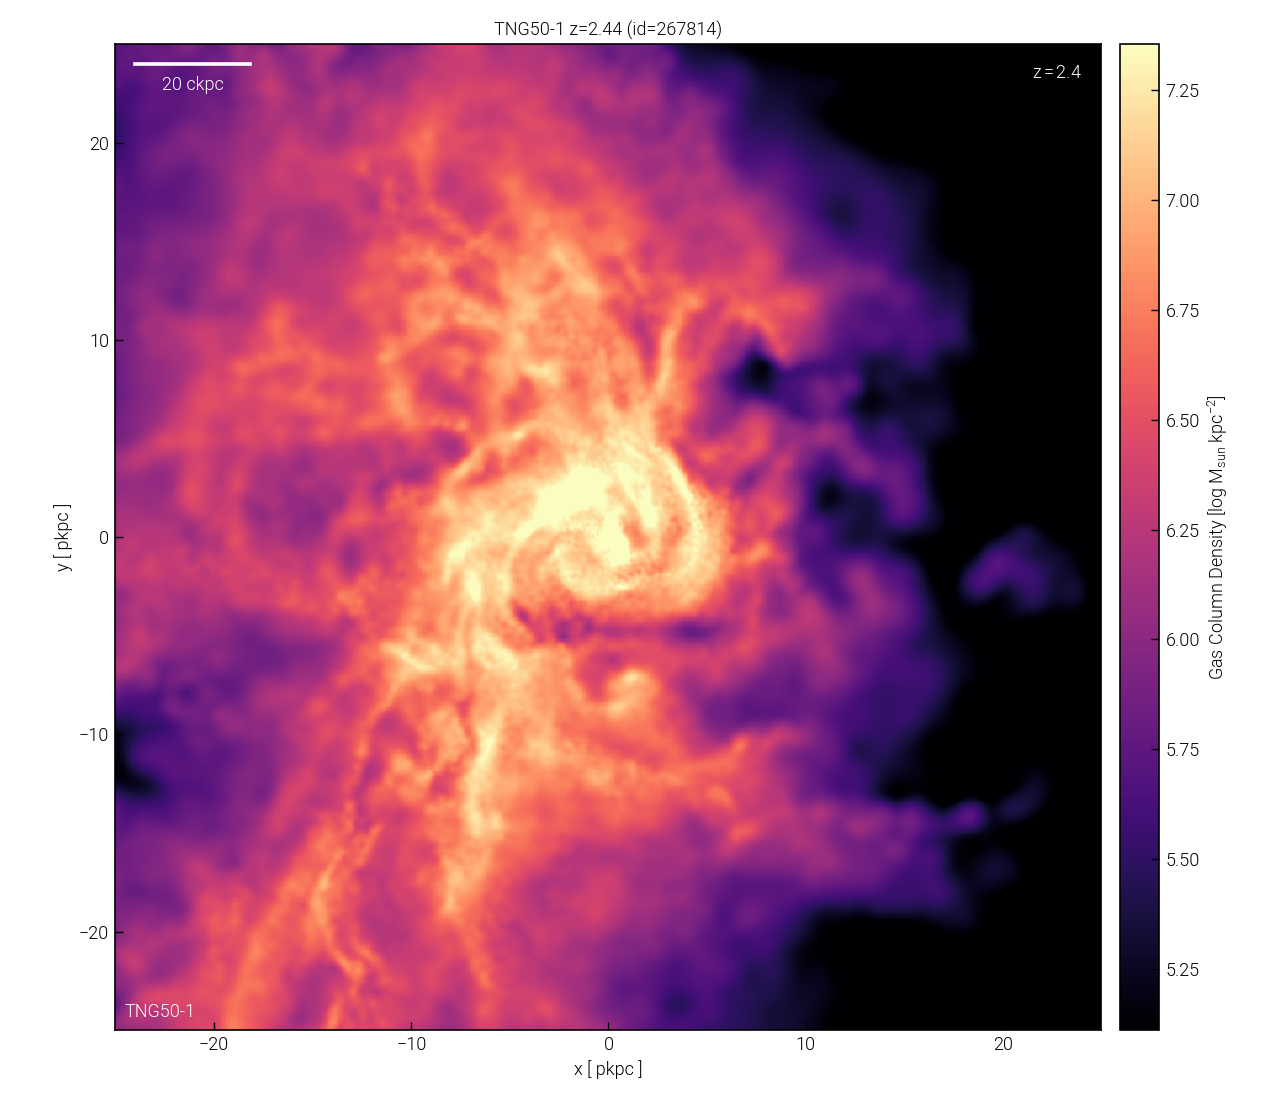 TNG50-1 z=2.44 (id=267814)
20 ckpc
z=2.4
TNG50-1
20
10
0
−10
−20
y [ pkpc ]
−20
−10
0
10
20
x [ pkpc ]
7.25
7.00
6.75
6.50
6.25
6.00
5.75
5.50
5.25
Gas Column Density [log M_sun kpc^−2]